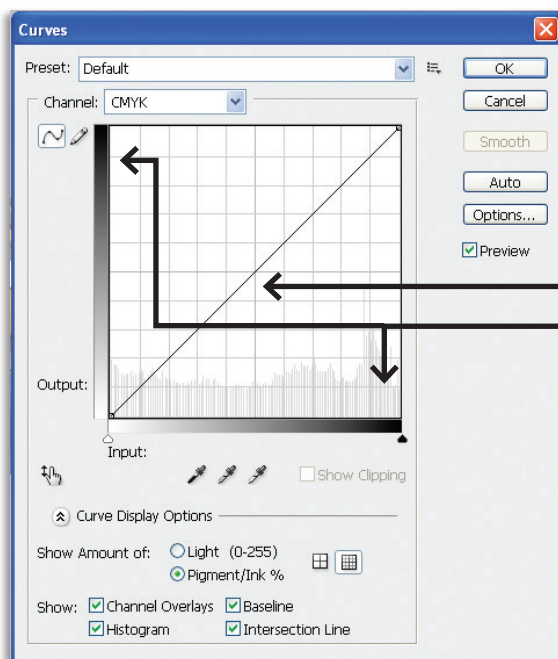 Curves
Preset: Default
OK
Channel: CMYK
Cancel
Smooth
Auto
Options...
Preview
Output:
Input:
Show Clipping
Curve Display Options
Show Amount of: Light (0-255)
Pigment/Ink %
Show: Channel Overlays Baseline
Histogram Intersection Line